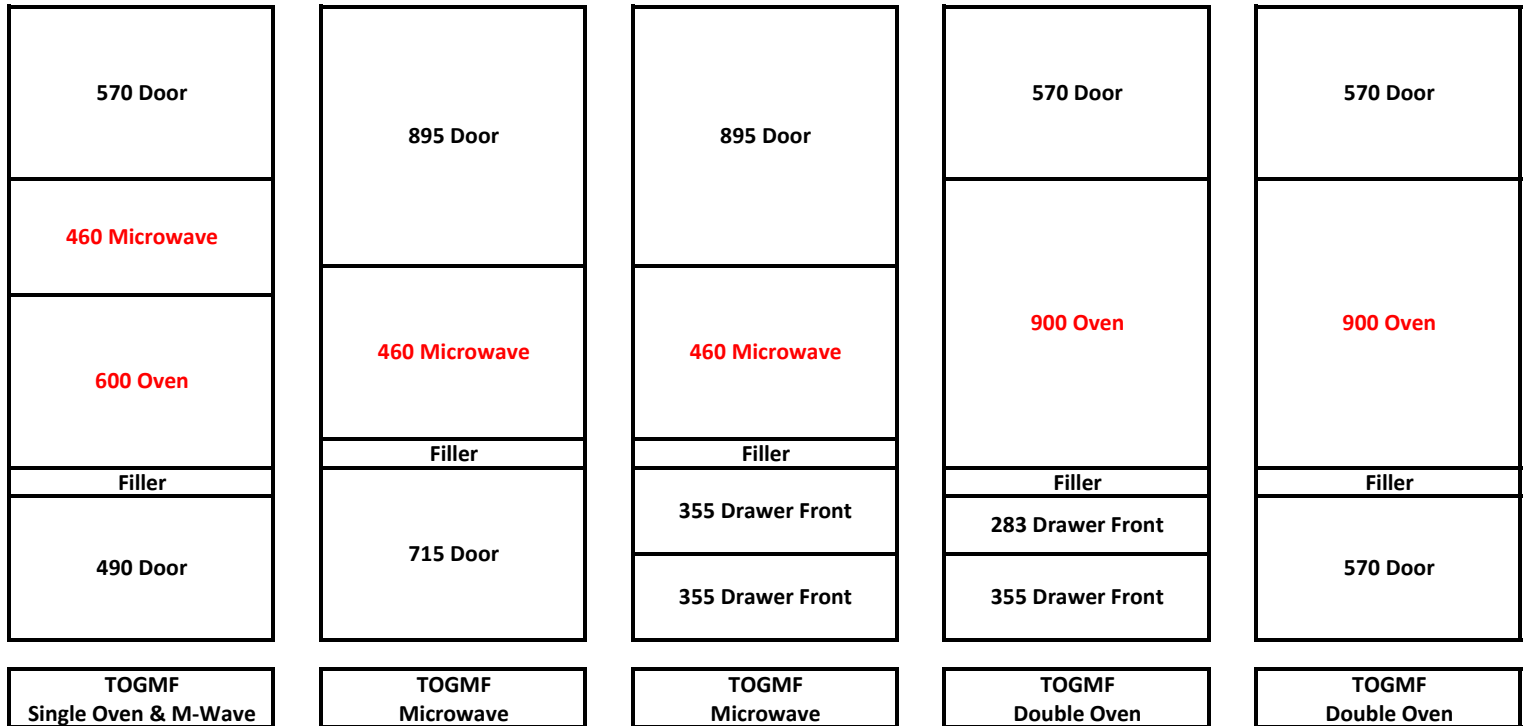 570 Door
460 Microwave
600 Oven
Filler
490 Door
TOGMF
Single Oven & M-Wave
895 Door
460 Microwave
Filler
715 Door
TOGMF
Microwave
895 Door
460 Microwave
Filler
355 Drawer Front
355 Drawer Front
TOGMF
Microwave
570 Door
900 Oven
Filler
283 Drawer Front
355 Drawer Front
TOGMF
Double Oven
570 Door
900 Oven
Filler
570 Door
TOGMF
Double Oven